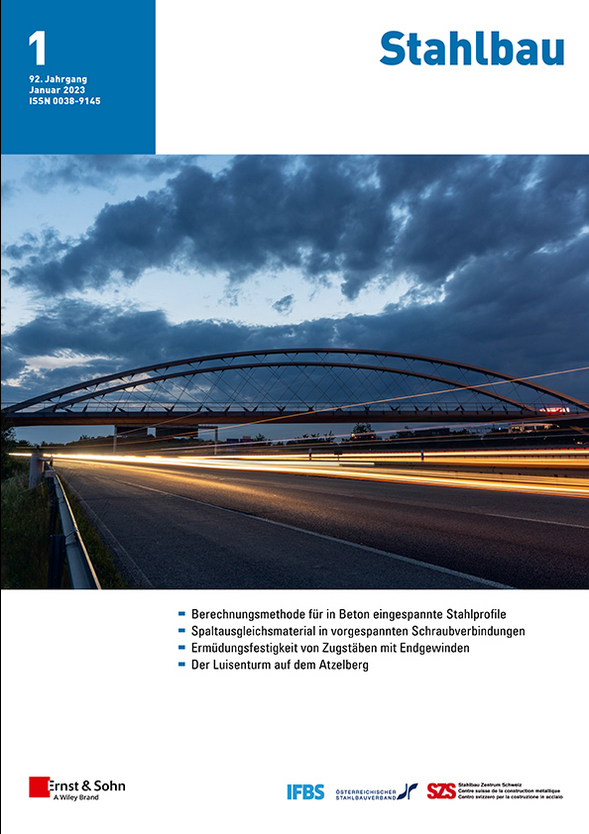 1
92. Jahrgang
Januar 2023
ISSN 0038-9145
Stahlbau
Berechnungsmethode für in Beton eingespannte Stahlprofile
Spaltausgleichsmaterial in vorgespannten Schraubverbindungen
Ermüdungsfestigkeit von Zugstäben mit Endgewinden
Der Luisenturm auf dem Atzelberg
Ernst & Sohn
A Wiley Brand
IFBS
ÖSTERREICHISCHER
STAHLBAUVERBAND
SZS
Stahlbau Zentrum Schweiz
Centre suisse de la construction métallique
Centro svizzero per la costruzione in acciaio